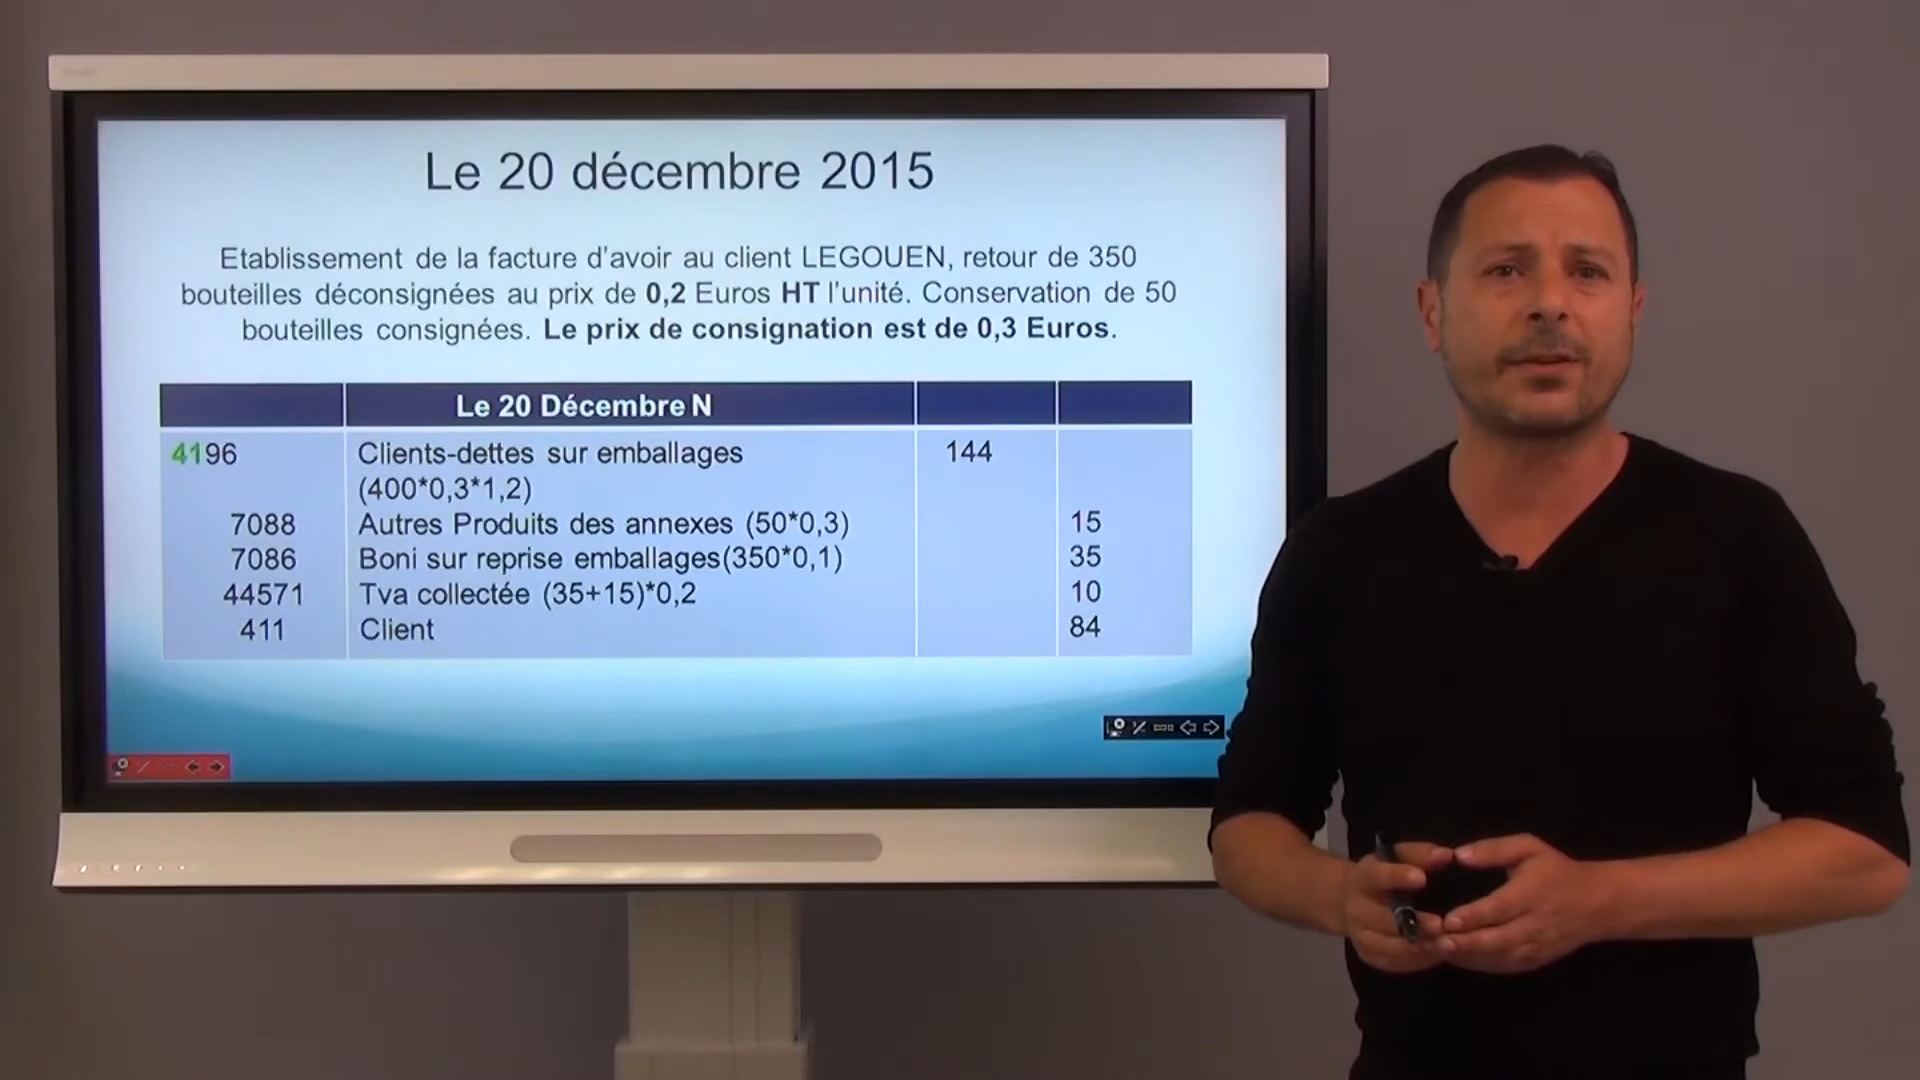 Le 20 décembre 2015
Etablissement de la facture d'avoir au client LEGOUEN, retour de 350
bouteilles déconsignées au prix de 0,2 Euros HT l'unité. Conservation de 50
bouteilles consignées. Le prix de consignation est de 0,3 Euros.
Le 20 Décembre N
4196 Clients-dettes sur emballages 144
(400*0,3*1,2)
7088 Autres Produits des annexes (50*0,3) 15
7086 Boni sur reprise emballages(350*0,1) 35
44571 Tva collectée (35+15)*0,2 10
411 Client 84